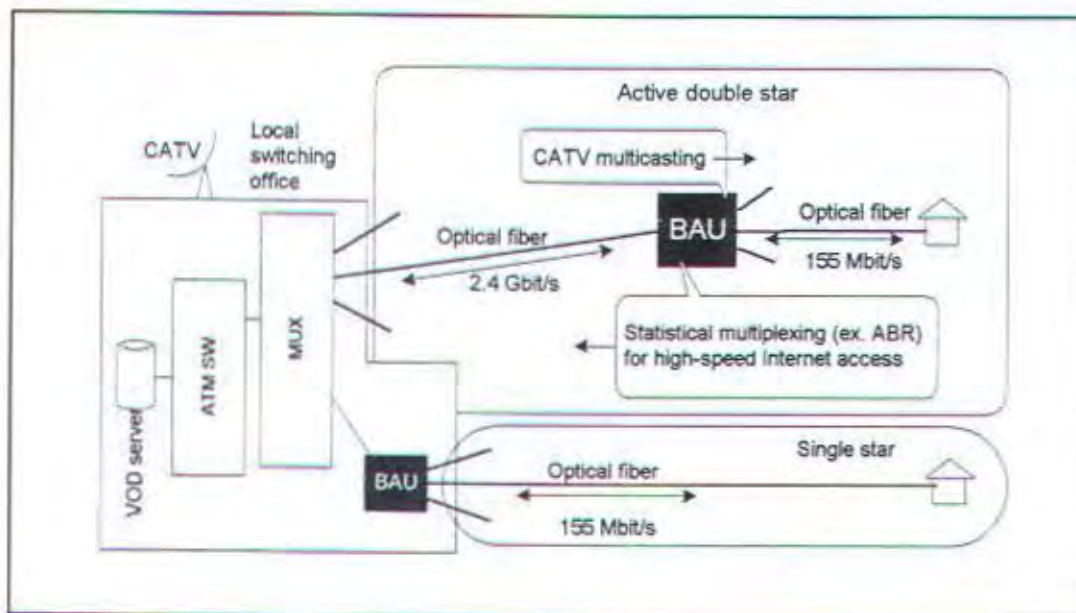 Active double star
CATV
Local
switching
office
CATV multicasting
Optical fiber
2.4 Gbit/s
BAU
Optical fiber
155 Mbit/s
Statistical multiplexing (ex. ABR)
for high-speed Internet access
VOD server
ATM SW
MUX
BAU
Single star
Optical fiber
155 Mbit/s